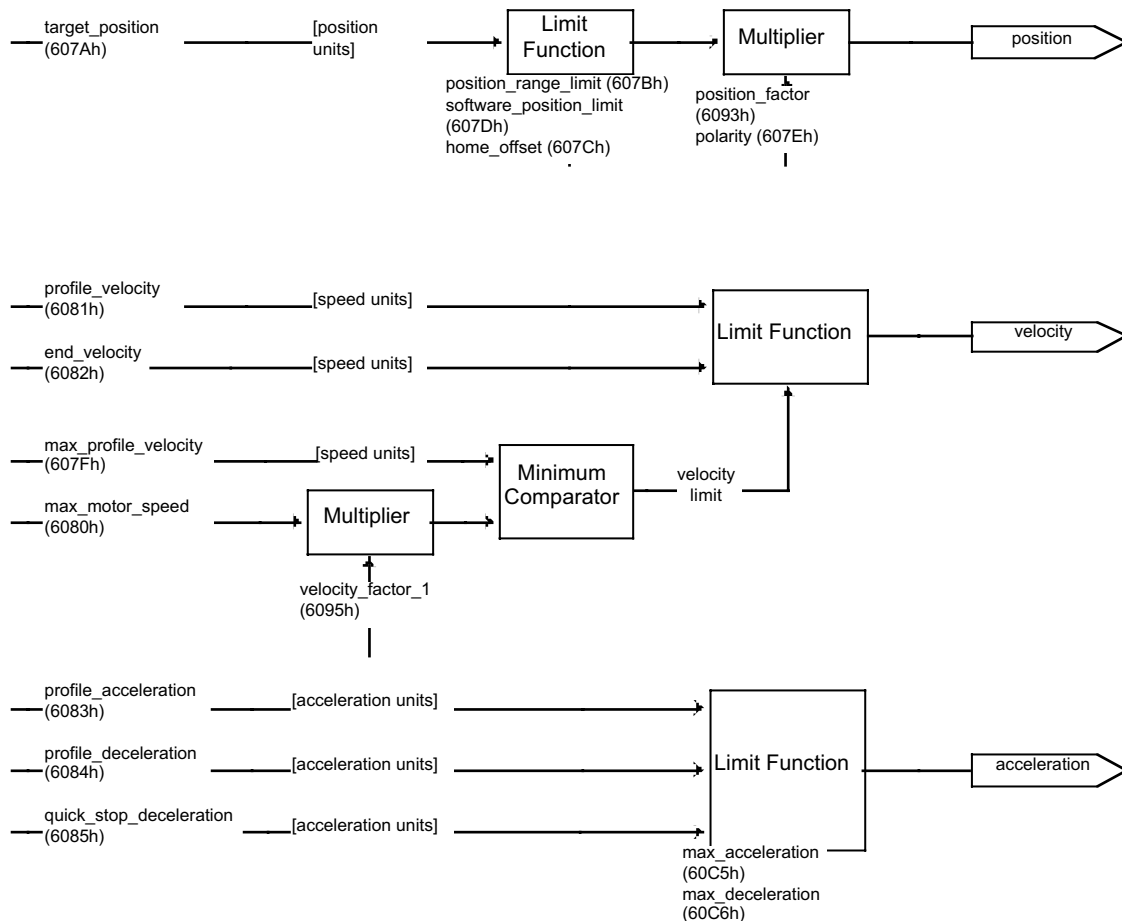 target_position
(607Ah)
[position
units]
Limit
Function
position_range_limit (607Bh)
software_position_limit
(607Dh)
home_offset (607Ch)
Multiplier
position_factor
(6093h)
polarity (607Eh)
position
profile_velocity
(6081h)
[speed units]
end_velocity
(6082h)
[speed units]
Limit Function
velocity
max_profile_velocity
(607Fh)
[speed units]
max_motor_speed
(6080h)
Multiplier
velocity_factor_1
(6095h)
Minimum
Comparator
velocity
limit
profile_acceleration
(6083h)
[acceleration units]
profile_deceleration
(6084h)
[acceleration units]
quick_stop_deceleration
(6085h)
[acceleration units]
Limit Function
max_acceleration
(60C5h)
max_deceleration
(60C6h)
acceleration